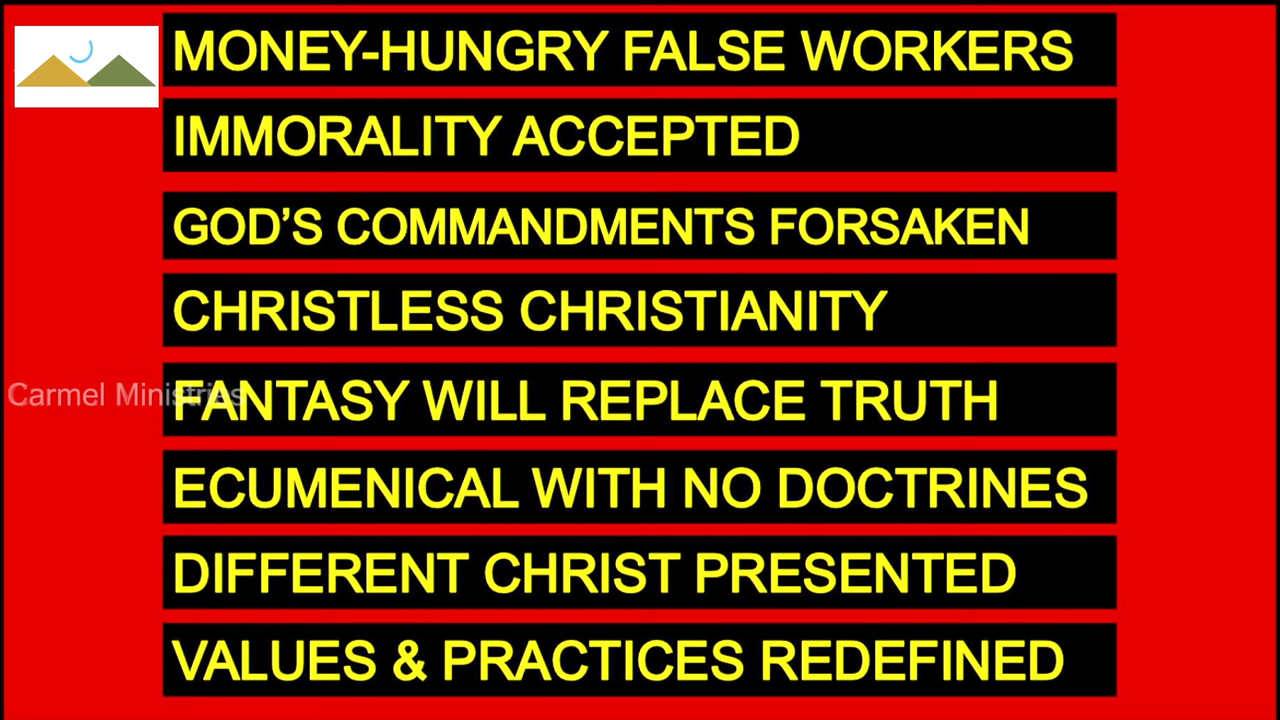 MONEY-HUNGRY FALSE WORKERS
IMMORALITY ACCEPTED
GOD’S COMMANDMENTS FORSAKEN
CHRISTLESS CHRISTIANITY
Carmel Ministries
FANTASY WILL REPLACE TRUTH
ECUMENICAL WITH NO DOCTRINES
DIFFERENT CHRIST PRESENTED
VALUES & PRACTICES REDEFINED